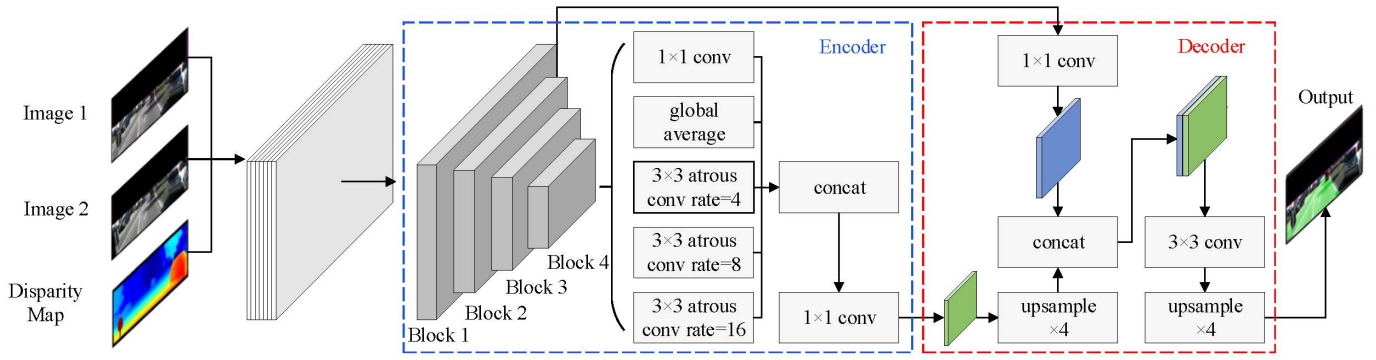 Image 1
Image 2
Disparity
Map
Encoder
Block 1
Block 2
Block 3
Block 4
1×1 conv
global
average
3×3 atrous
conv rate=4
3×3 atrous
conv rate=8
3×3 atrous
conv rate=16
concat
1×1 conv
Decoder
1×1 conv
concat
upsample
×4
3×3 conv
upsample
×4
Output